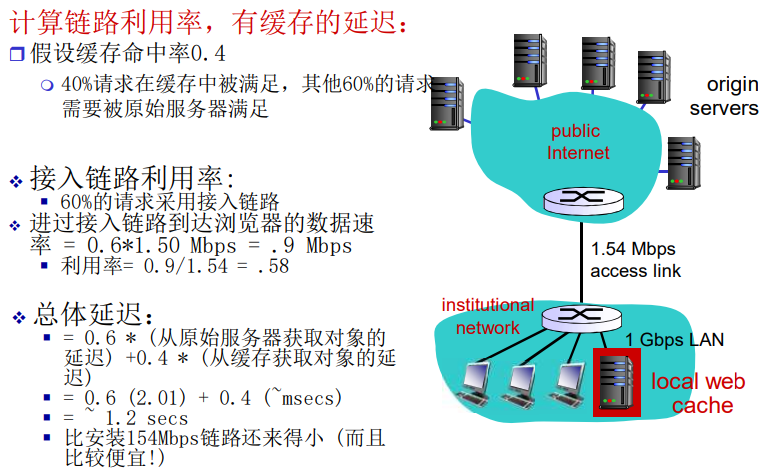 计算链路利用率，有缓存的延迟：
假设缓存命中率0.4
40%请求在缓存中被满足，其他60%的请求
需要被原始服务器满足
接入链路利用率:
60%的请求采用接入链路
进过接入链路到达浏览器的数据速
率 = 0.6*1.50 Mbps = .9 Mbps
利用率= 0.9/1.54 = .58
总体延迟：
= 0.6 * (从原始服务器获取对象的
延迟) +0.4 * (从缓存获取对象的延
迟)
= 0.6 (2.01) + 0.4 (~msecs)
= ~ 1.2 secs
比安装154Mbps链路还来得小 (而且
比较便宜!)
origin
servers
public
Internet
1.54 Mbps
access link
institutional
network
1 Gbps LAN
local web
cache